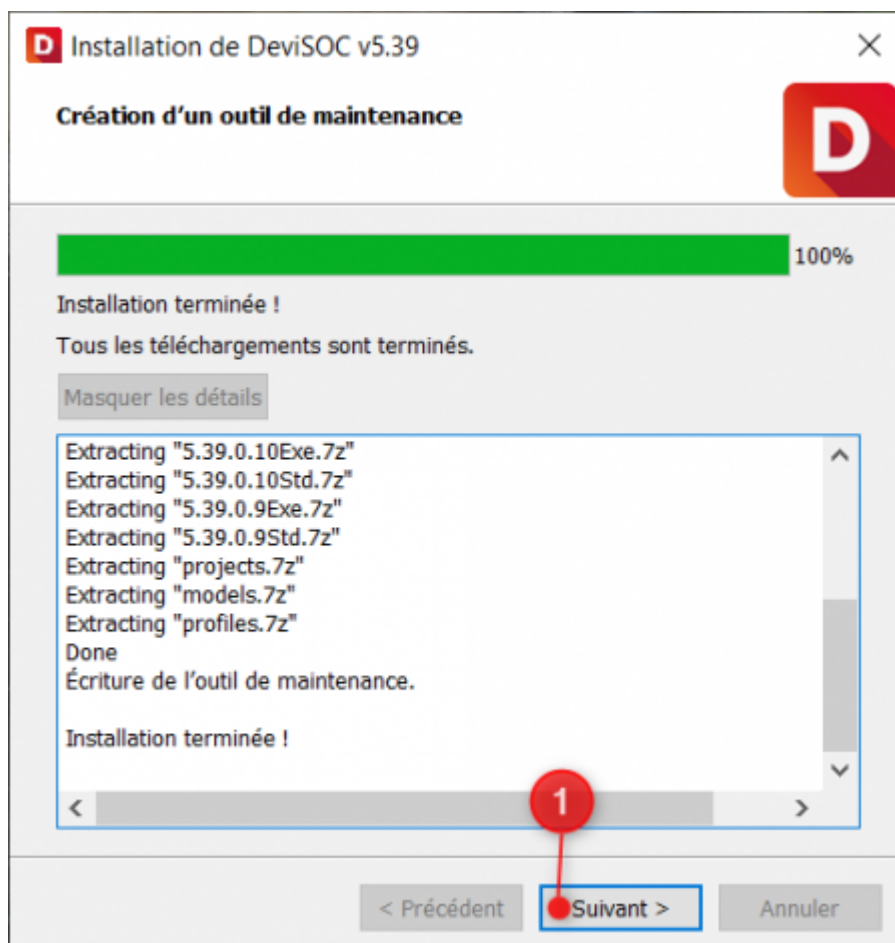 D Installation de DeviSOC v5.39
Création d'un outil de maintenance
D
100%
Installation terminée !
Tous les téléchargements sont terminés.
Masquer les détails
Extracting "5.39.0.10Exe.7z"
Extracting "5.39.0.10Std.7z"
Extracting "5.39.0.9Exe.7z"
Extracting "5.39.0.9Std.7z"
Extracting "projects.7z"
Extracting "models.7z"
Extracting "profiles.7z"
Done
Écriture de l'outil de maintenance.
Installation terminée !
1
< Précédent Suivant > Annuler